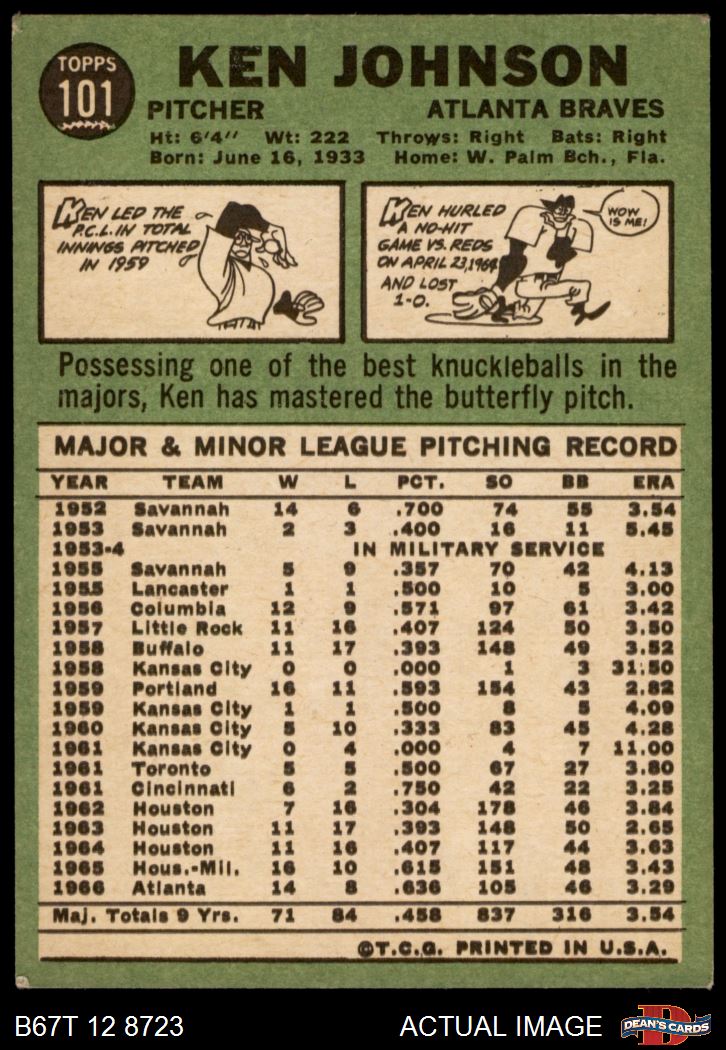 TOPPS
101
KEN JOHNSON
PITCHER ATLANTA BRAVES
Ht: 6'4" Wt: 222 Throws: Right Bats: Right
Born: June 16, 1933 Home: W. Palm Bch., Fla.
KEN LED THE
P.C.L. IN TOTAL
INNINGS PITCHED
IN 1959
KEN HURLED
A NO-HIT
GAME VS. REDS
ON APRIL 23, 1964
AND LOST
1-0.
WOW
IS ME!
Possessing one of the best knuckleballs in the
majors, Ken has mastered the butterfly pitch.
MAJOR & MINOR LEAGUE PITCHING RECORD
YEAR TEAM W L PCT. SO BB ERA
1952 Savannah 14 6 .700 74 55 3.54
1953 Savannah 2 3 .400 16 11 5.45
1953-4 IN MILITARY SERVICE
1955 Savannah 5 9 .357 70 42 4.13
1955 Lancaster 1 1 .500 10 5 3.00
1956 Columbia 12 9 .571 97 61 3.42
1957 Little Rock 11 16 .407 124 50 3.50
1958 Buffalo 11 17 .393 148 49 3.52
1958 Kansas City 0 0 .000 1 3 31.50
1959 Portland 16 11 .593 154 43 2.82
1959 Kansas City 1 1 .500 8 5 4.09
1960 Kansas City 5 10 .333 83 45 4.28
1961 Kansas City 0 4 .000 4 7 11.00
1961 Toronto 5 5 .500 67 27 3.80
1961 Cincinnati 6 2 .750 42 22 3.25
1962 Houston 7 16 .304 178 46 3.84
1963 Houston 11 17 .393 148 50 2.65
1964 Houston 11 16 .407 117 44 3.63
1965 Hous.-Mil. 16 10 .615 151 48 3.43
1966 Atlanta 14 8 .636 105 46 3.29
Maj. Totals 9 Yrs. 71 84 .458 837 316 3.54
©T.C.G. PRINTED IN U.S.A.
B67T 12 8723 ACTUAL IMAGE
D
DEAN'S CARDS